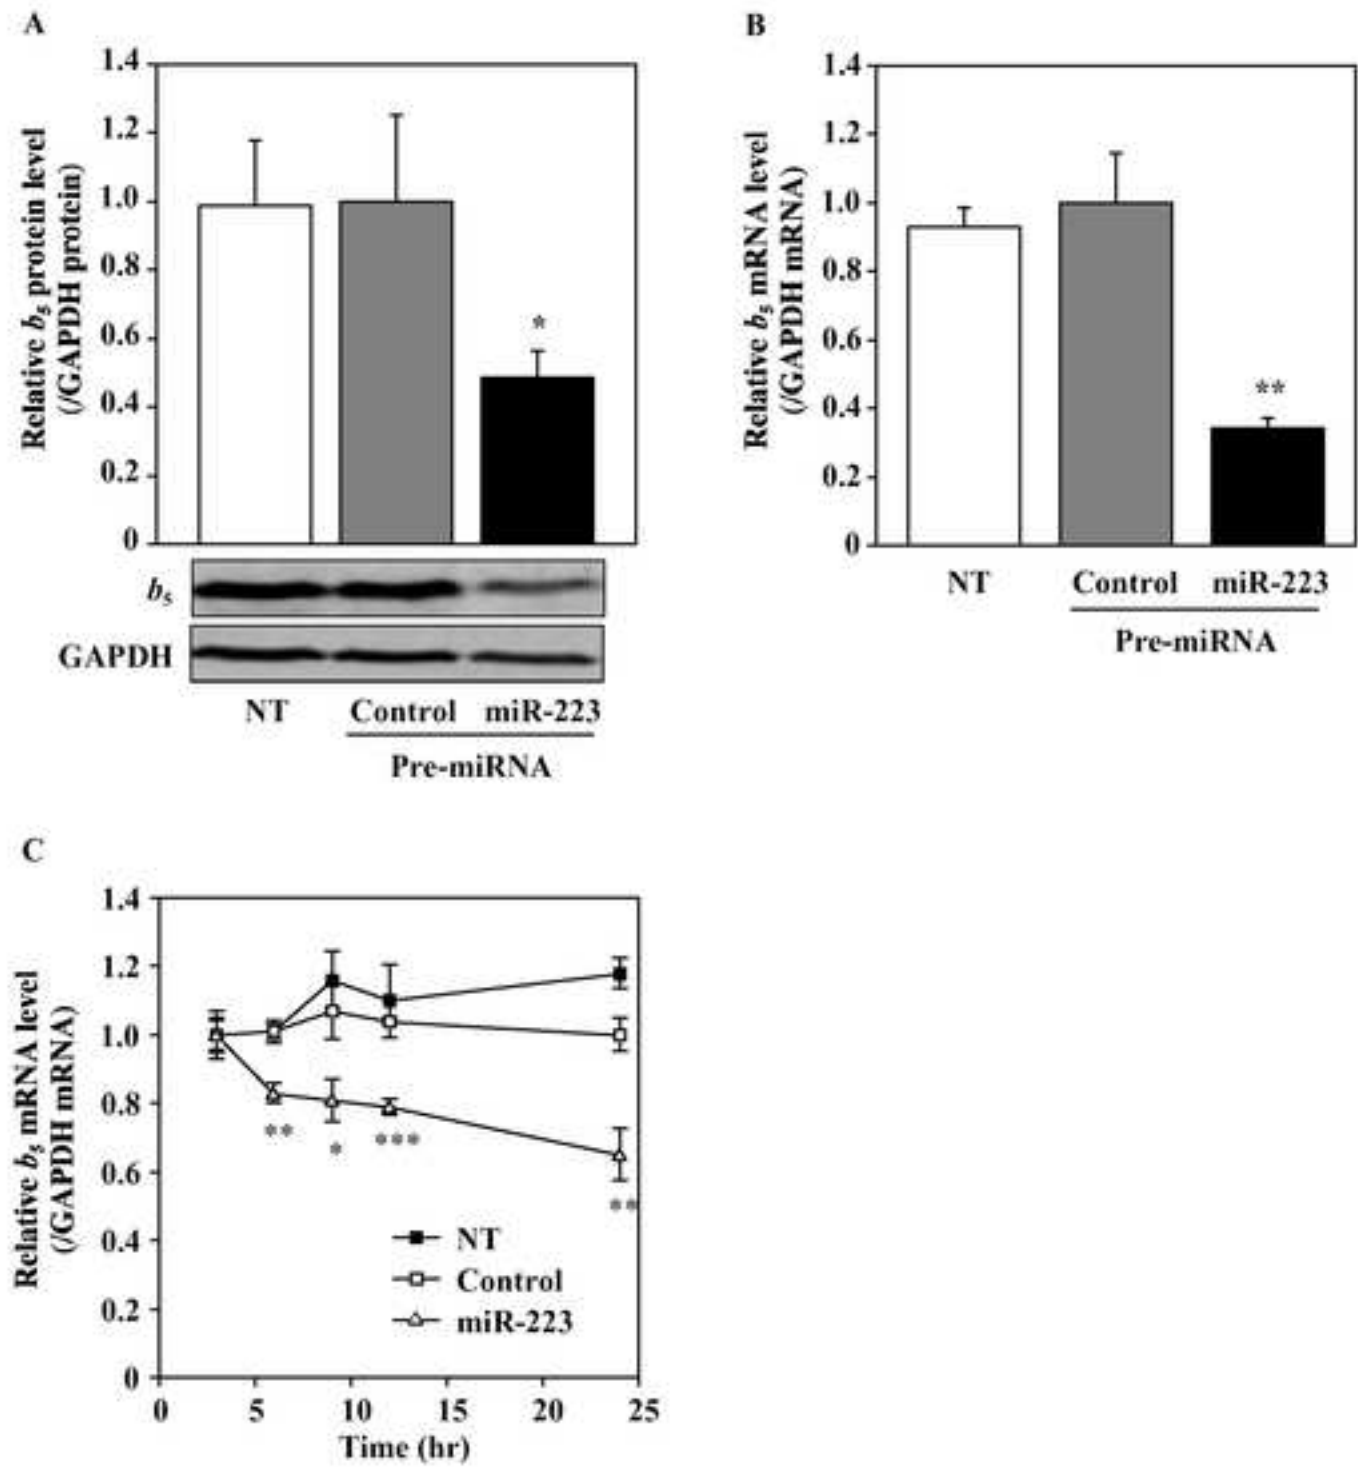 A
Relative b5 protein level
(/GAPDH protein)
1.4
1.2
1.0
0.8
0.6
0.4
0.2
0
*
b5
GAPDH
NT Control miR-223
Pre-miRNA
B
Relative b5 mRNA level
(/GAPDH mRNA)
1.4
1.2
1.0
0.8
0.6
0.4
0.2
0
**
NT Control miR-223
Pre-miRNA
C
Relative b5 mRNA level
(/GAPDH mRNA)
1.4
1.2
1.0
0.8
0.6
0.4
0.2
0
** * *** **
NT
Control
miR-223
0 5 10 15 20 25
Time (hr)